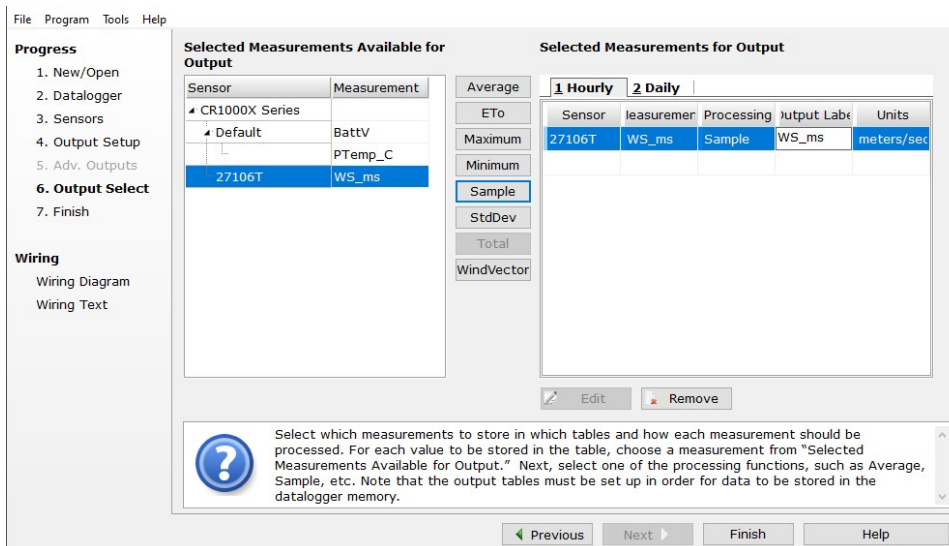 File Program Tools Help
Progress
1. New/Open
2. Datalogger
3. Sensors
4. Output Setup
5. Adv. Outputs
6. Output Select
7. Finish
Wiring
Wiring Diagram
Wiring Text
Selected Measurements Available for
Output
Sensor Measurement
CR1000X Series
Default BattV
PTemp_C
27106T WS_ms
Average
ETo
Maximum
Minimum
Sample
StdDev
Total
WindVector
Selected Measurements for Output
1 Hourly 2 Daily
Sensor easuremen Processing utput Labe Units
27106T WS_ms Sample WS_ms meters/sec
Edit Remove
Select which measurements to store in which tables and how each measurement should be
processed. For each value to be stored in the table, choose a measurement from “Selected
Measurements Available for Output.” Next, select one of the processing functions, such as Average,
Sample, etc. Note that the output tables must be set up in order for data to be stored in the
datalogger memory.
Previous Next Finish Help